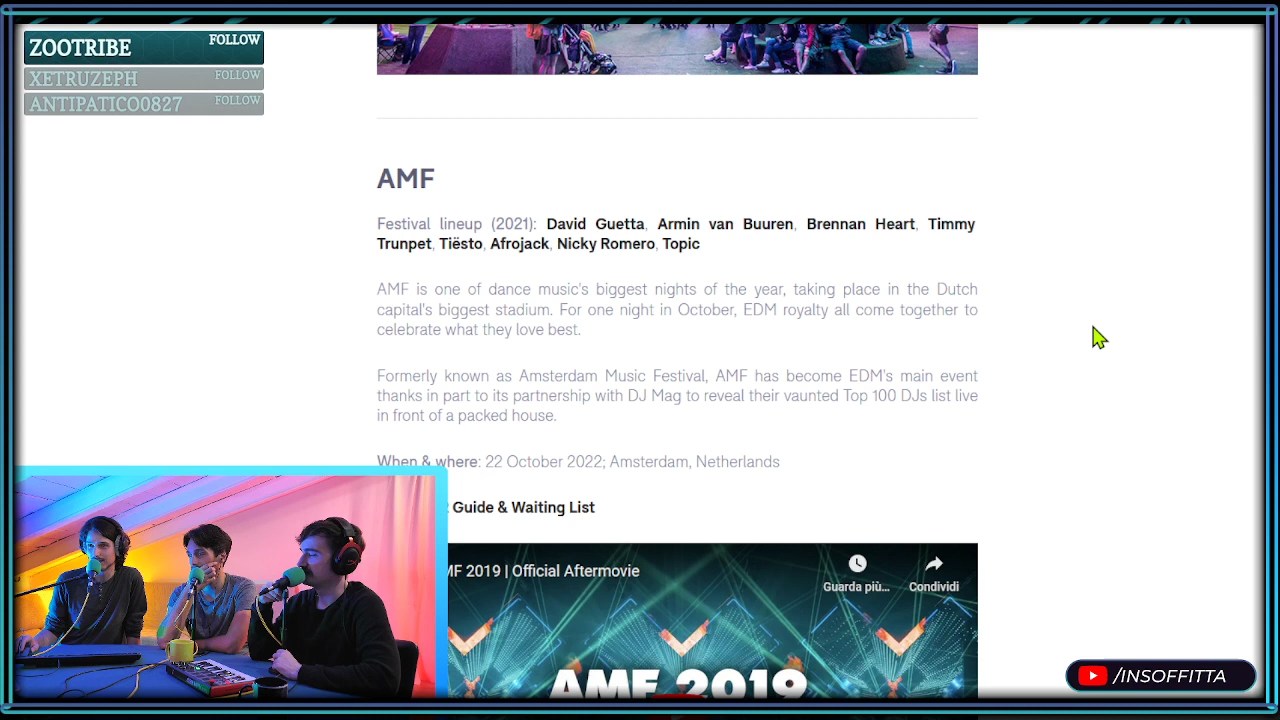 ZOOTRIBE FOLLOW
XETRUZEPH FOLLOW
ANTIPATICO0827 FOLLOW
AMF
Festival lineup (2021): David Guetta, Armin van Buuren, Brennan Heart, Timmy
Trunpet, Tiësto, Afrojack, Nicky Romero, Topic
AMF is one of dance music's biggest nights of the year, taking place in the Dutch
capital's biggest stadium. For one night in October, EDM royalty all come together to
celebrate what they love best.
Formerly known as Amsterdam Music Festival, AMF has become EDM's main event
thanks in part to its partnership with DJ Mag to reveal their vaunted Top 100 DJs list live
in front of a packed house.
When & where: 22 October 2022; Amsterdam, Netherlands
Guide & Waiting List
MF 2019 | Official Aftermovie
Guarda più... Condividi
AMF 2019
/INSOFFITTA